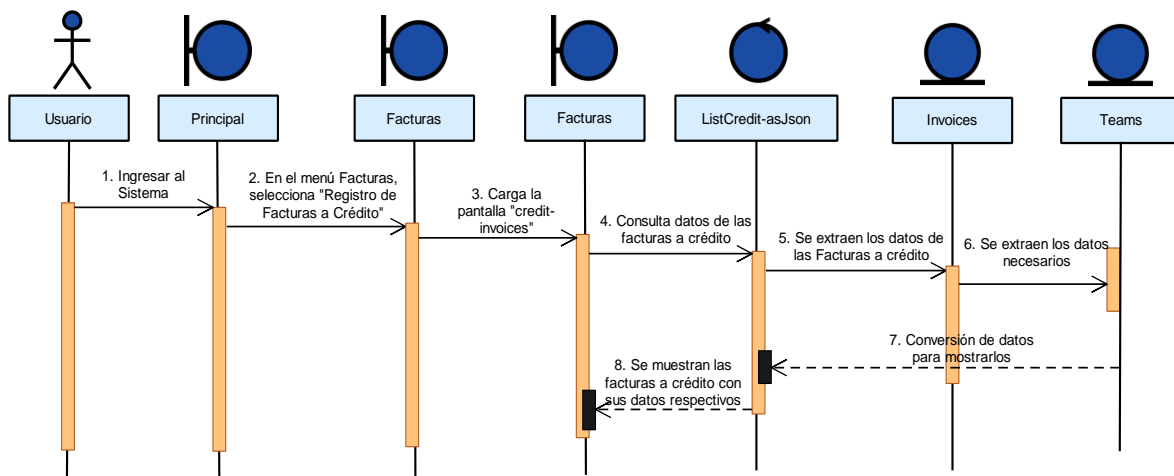 Usuario
Principal
Facturas
Facturas
ListCredit-asJson
Invoices
Teams
1. Ingresar al
Sistema
2. En el menú Facturas,
selecciona "Registro de
Facturas a Crédito"
3. Carga la
pantalla "credit-
invoices"
4. Consulta datos de las
facturas a crédito
5. Se extraen los datos de
las Facturas a crédito
6. Se extraen los datos
necesarios
7. Conversión de datos
para mostrarlos
8. Se muestran las
facturas a crédito con
sus datos respectivos